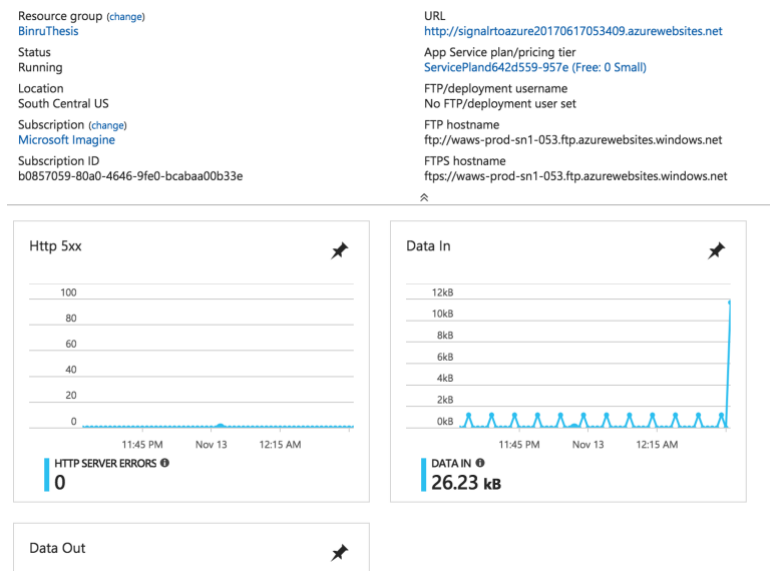 Resource group (change)
BinruThesis
Status
Running
Location
South Central US
Subscription (change)
Microsoft Imagine
Subscription ID
b0857059-80a0-4646-9fe0-bcabaa00b33e
URL
http://signalrtoazure20170617053409.azurewebsites.net
App Service plan/pricing tier
ServicePland642d559-957e (Free: 0 Small)
FTP/deployment username
No FTP/deployment user set
FTP hostname
ftp://waws-prod-sn1-053.ftp.azurewebsites.windows.net
FTPS hostname
ftps://waws-prod-sn1-053.ftp.azurewebsites.windows.net
Http 5xx
100
80
60
40
20
0
11:45 PM Nov 13 12:15 AM
HTTP SERVER ERRORS
0
Data In
12kB
10kB
8kB
6kB
4kB
2kB
0kB
11:45 PM Nov 13 12:15 AM
DATA IN
26.23 kB
Data Out